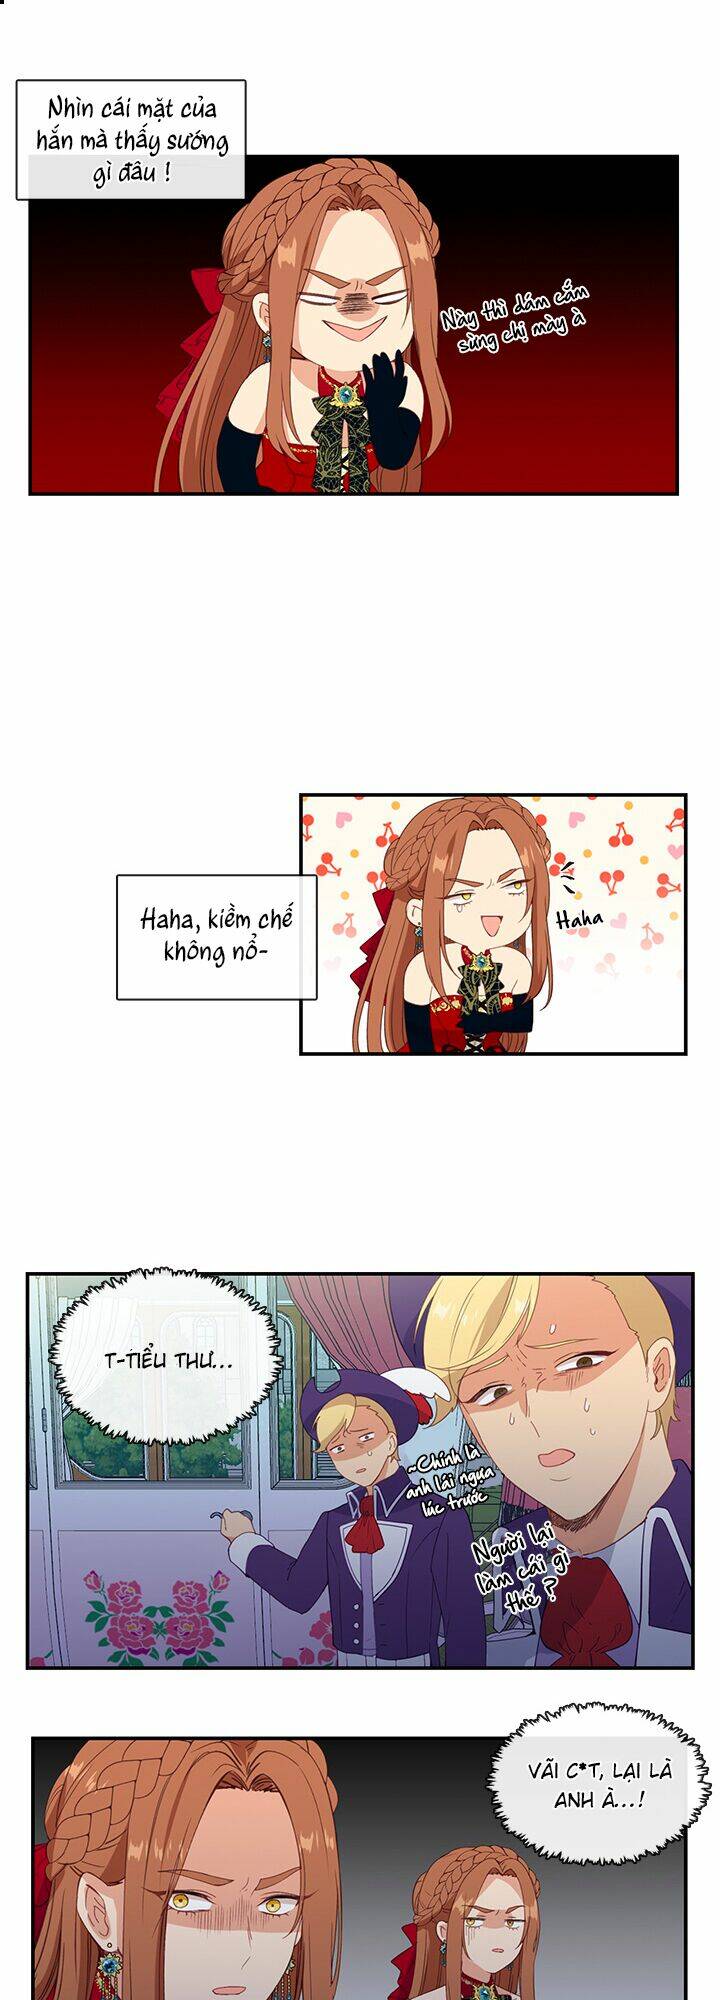 Nhìn cái mặt của
hắn mà thấy sướng
gì đâu !
Này thì dám cắm
sừng chị mày à
Haha, kiềm chế
không nổ-
Haha
T-TIỂU THƯ...
~Chính là
anh lái ngựa
lúc trước
Người lại
làm cái gì
thế ?
VÃI C*T, LẠI LÀ
ANH À...!